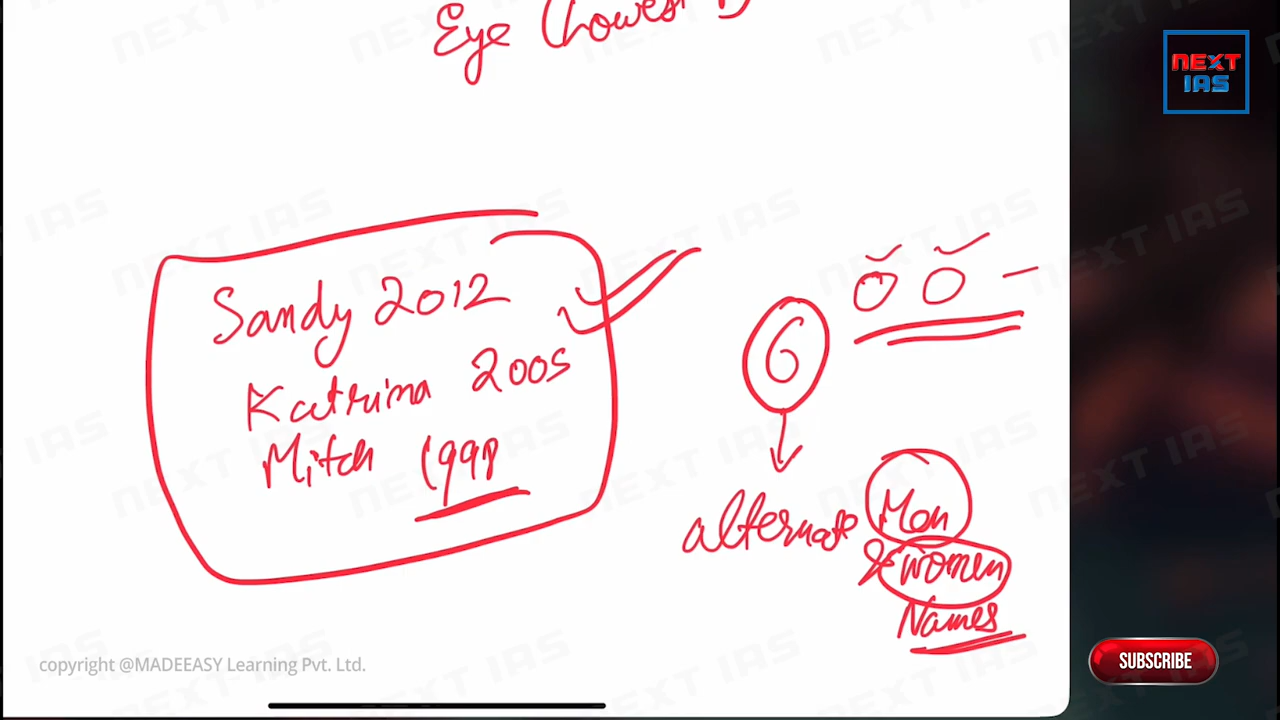 Eye (Lowest
NEXT
IAS
Sandy 2012
Katrina 2005
Mitch 1998
6
alternate Men
& women
Names
copyright @MADEEASY Learning Pvt. Ltd.
SUBSCRIBE